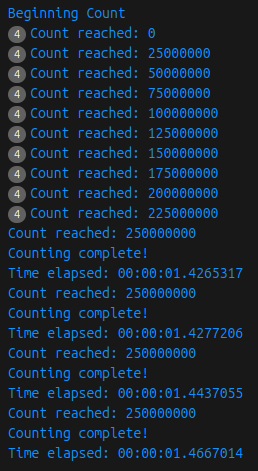 Beginning Count
4 Count reached: 0
4 Count reached: 25000000
4 Count reached: 50000000
4 Count reached: 75000000
4 Count reached: 100000000
4 Count reached: 125000000
4 Count reached: 150000000
4 Count reached: 175000000
4 Count reached: 200000000
4 Count reached: 225000000
Count reached: 250000000
Counting complete!
Time elapsed: 00:00:01.4265317
Count reached: 250000000
Counting complete!
Time elapsed: 00:00:01.4277206
Count reached: 250000000
Counting complete!
Time elapsed: 00:00:01.4437055
Count reached: 250000000
Counting complete!
Time elapsed: 00:00:01.4667014